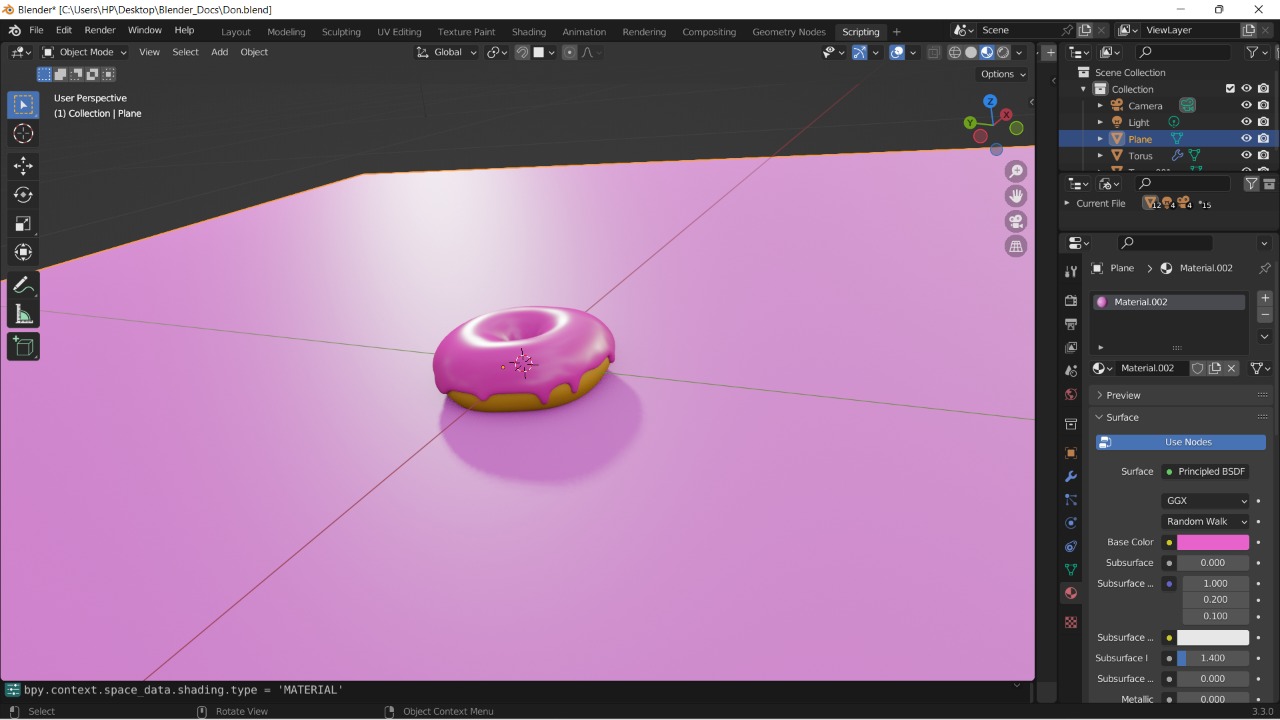 Blender* [C:\Users\HP\Desktop\Blender_Docs\Don.blend]
File Edit Render Window Help Layout Modeling Sculpting UV Editing Texture Paint Shading Animation Rendering Compositing Geometry Nodes Scripting Scene ViewLayer
Object Mode View Select Add Object Global
Options
User Perspective
(1) Collection | Plane
Z
Y
X
Scene Collection
Collection
Camera
Light
Plane
Torus
Current File 12 4 4 15
Plane > Material.002
Material.002
Material.002
Preview
Surface
Use Nodes
Surface Principled BSDF
GGX
Random Walk
Base Color
Subsurface 0.000
Subsurface ... 1.000
0.200
0.100
Subsurface ...
Subsurface I 1.400
Subsurface ... 0.000
Metallic 0.000
bpy.context.space_data.shading.type = 'MATERIAL'
Select Rotate View Object Context Menu 3.3.0